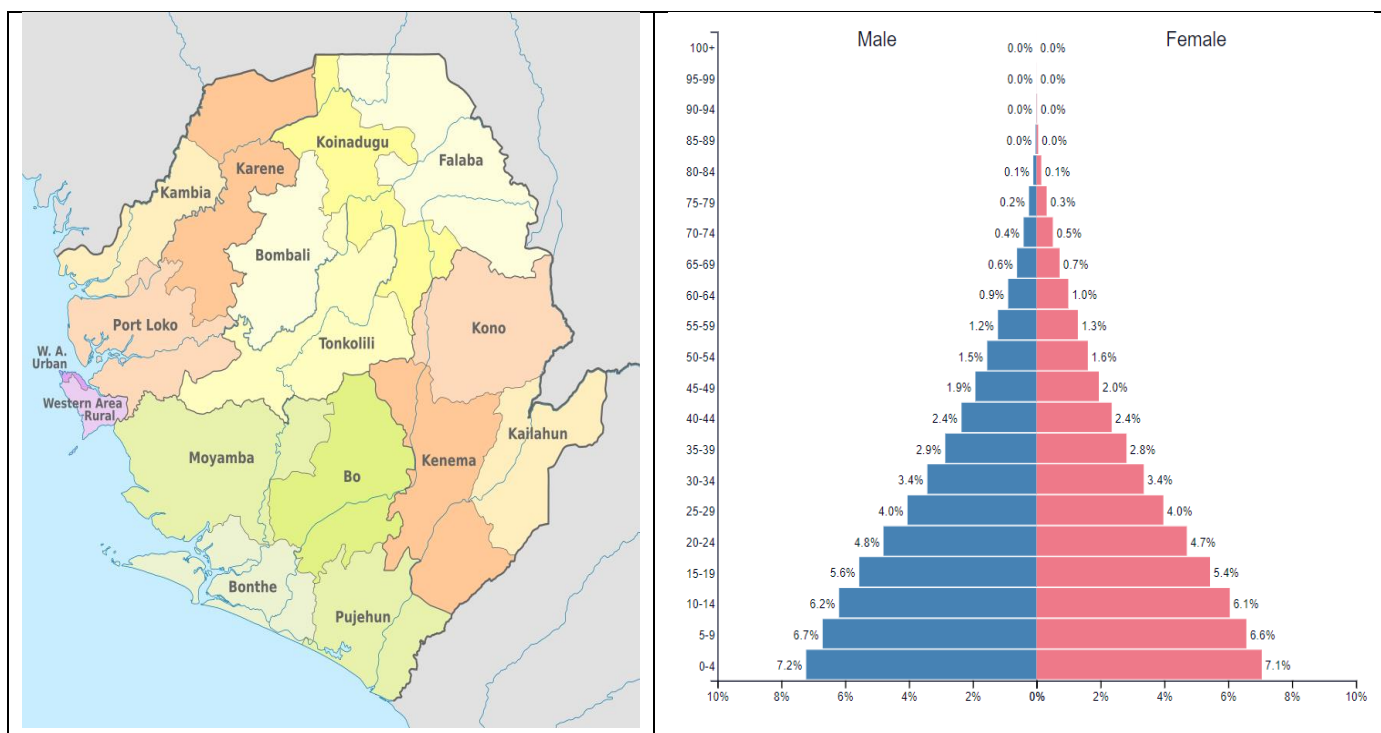 Koinadugu
Falaba
Karene
Kambia
Bombali
Port Loko
Kono
Tonkolili
W. A.
Urban
Western Area
Rural
Kailahun
Moyamba
Kenema
Bo
Bonthe
Pujehun
Male Female
100+ 0.0% 0.0%
95-99 0.0% 0.0%
90-94 0.0% 0.0%
85-89 0.0% 0.0%
80-84 0.1% 0.1%
75-79 0.2% 0.3%
70-74 0.4% 0.5%
65-69 0.6% 0.7%
60-64 0.9% 1.0%
55-59 1.2% 1.3%
50-54 1.5% 1.6%
45-49 1.9% 2.0%
40-44 2.4% 2.4%
35-39 2.9% 2.8%
30-34 3.4% 3.4%
25-29 4.0% 4.0%
20-24 4.8% 4.7%
15-19 5.6% 5.4%
10-14 6.2% 6.1%
5-9 6.7% 6.6%
0-4 7.2% 7.1%
10% 8% 6% 4% 2% 0% 2% 4% 6% 8% 10%